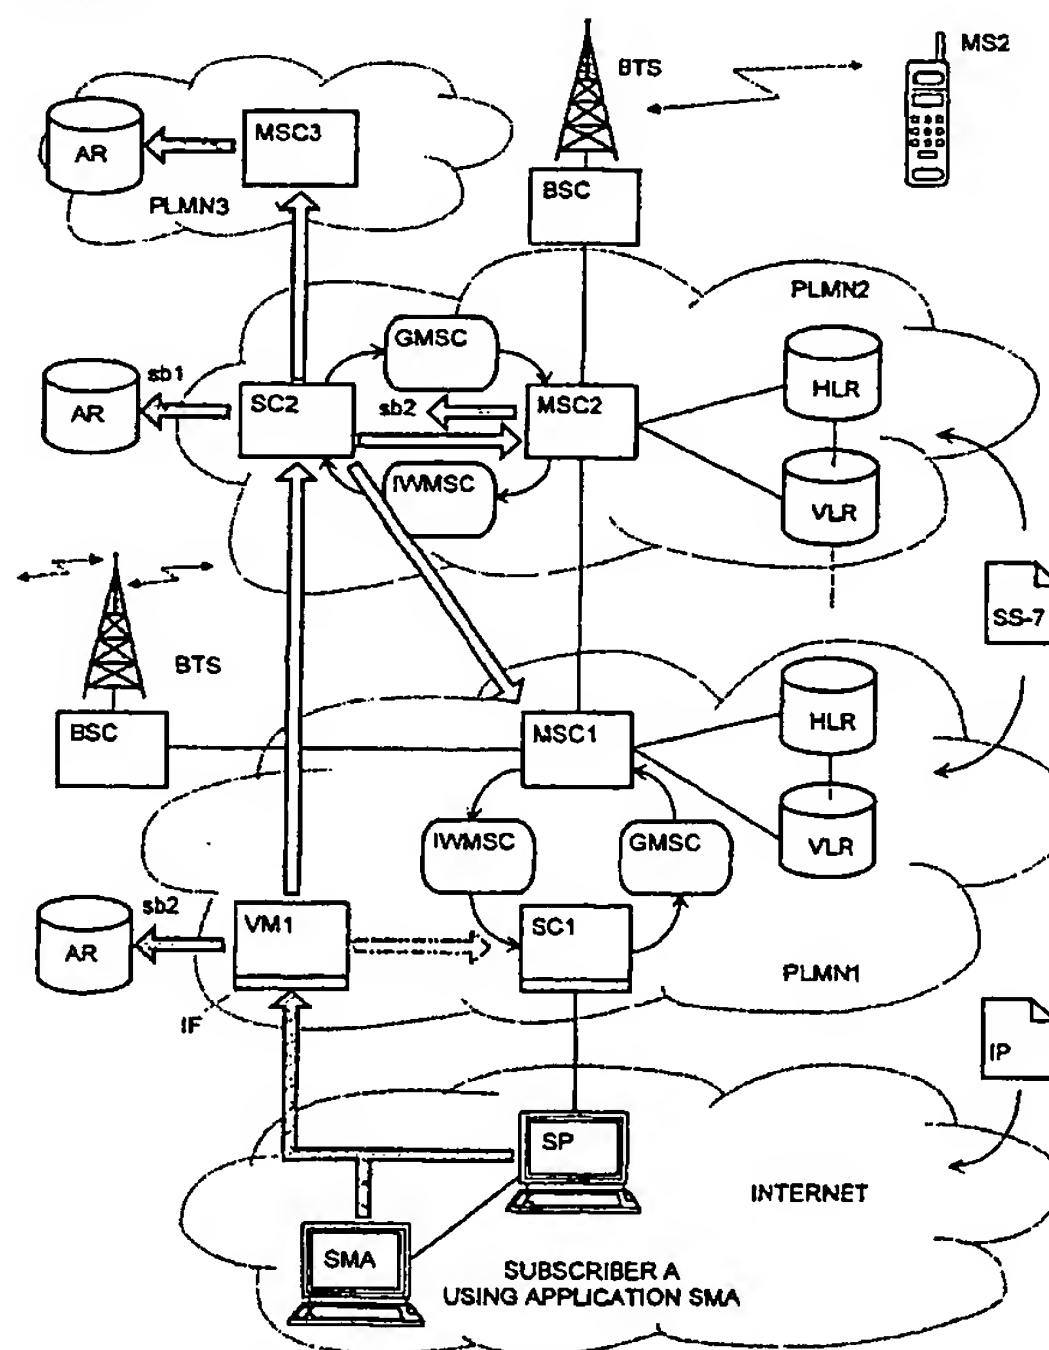 BTS
MS2
MSC3
AR
BSC
PLMN3
PLMN2
GMSC
HLR
sb1
SC2
sb2
MSC2
AR
IWMSC
VLR
SS-7
BTS
HLR
BSC
MSC1
IWMSC
GMSC
VLR
sb2
VM1
SC1
AR
PLMN1
IF
IP
SP
INTERNET
SMA
SUBSCRIBER A
USING APPLICATION SMA